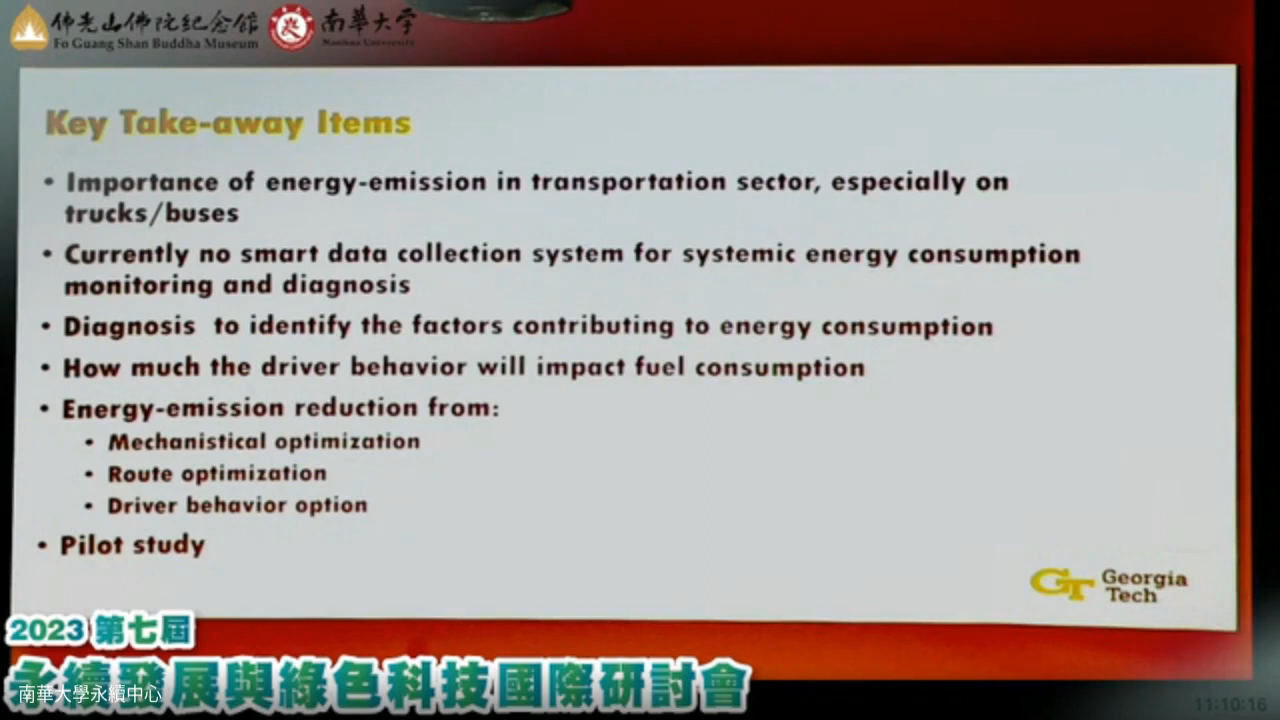 佛光山佛陀紀念館
Fo Guang Shan Buddha Museum
南華大學
Nanhua University
Key Take-away Items
• Importance of energy-emission in transportation sector, especially on
trucks/buses
• Currently no smart data collection system for systemic energy consumption
monitoring and diagnosis
• Diagnosis to identify the factors contributing to energy consumption
• How much the driver behavior will impact fuel consumption
• Energy-emission reduction from:
• Mechanistical optimization
• Route optimization
• Driver behavior option
• Pilot study
GT Georgia
Tech
2023 第七屆
永續發展與綠色科技國際研討會
南華大學永續中心
11:10:16